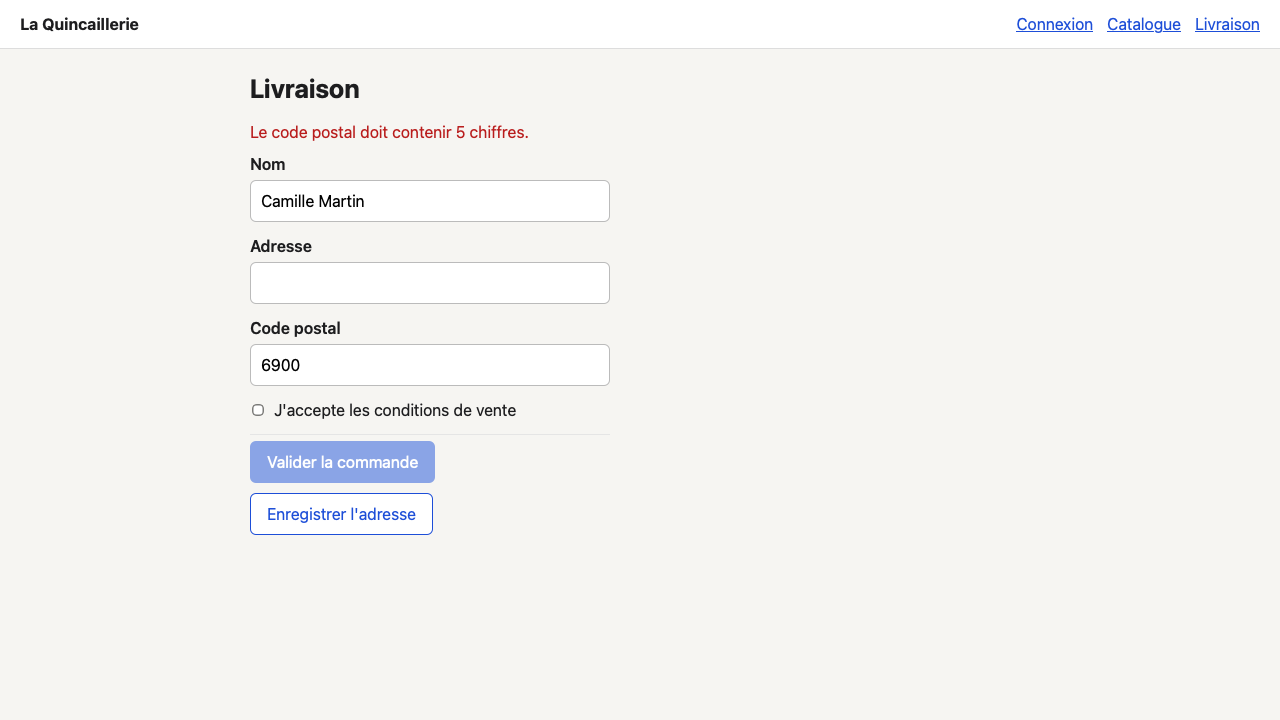 La Quincaillerie
Connexion Catalogue Livraison
Livraison
Le code postal doit contenir 5 chiffres.
Nom
Camille Martin
Adresse
Code postal
6900
J'accepte les conditions de vente
Valider la commande
Enregistrer l'adresse